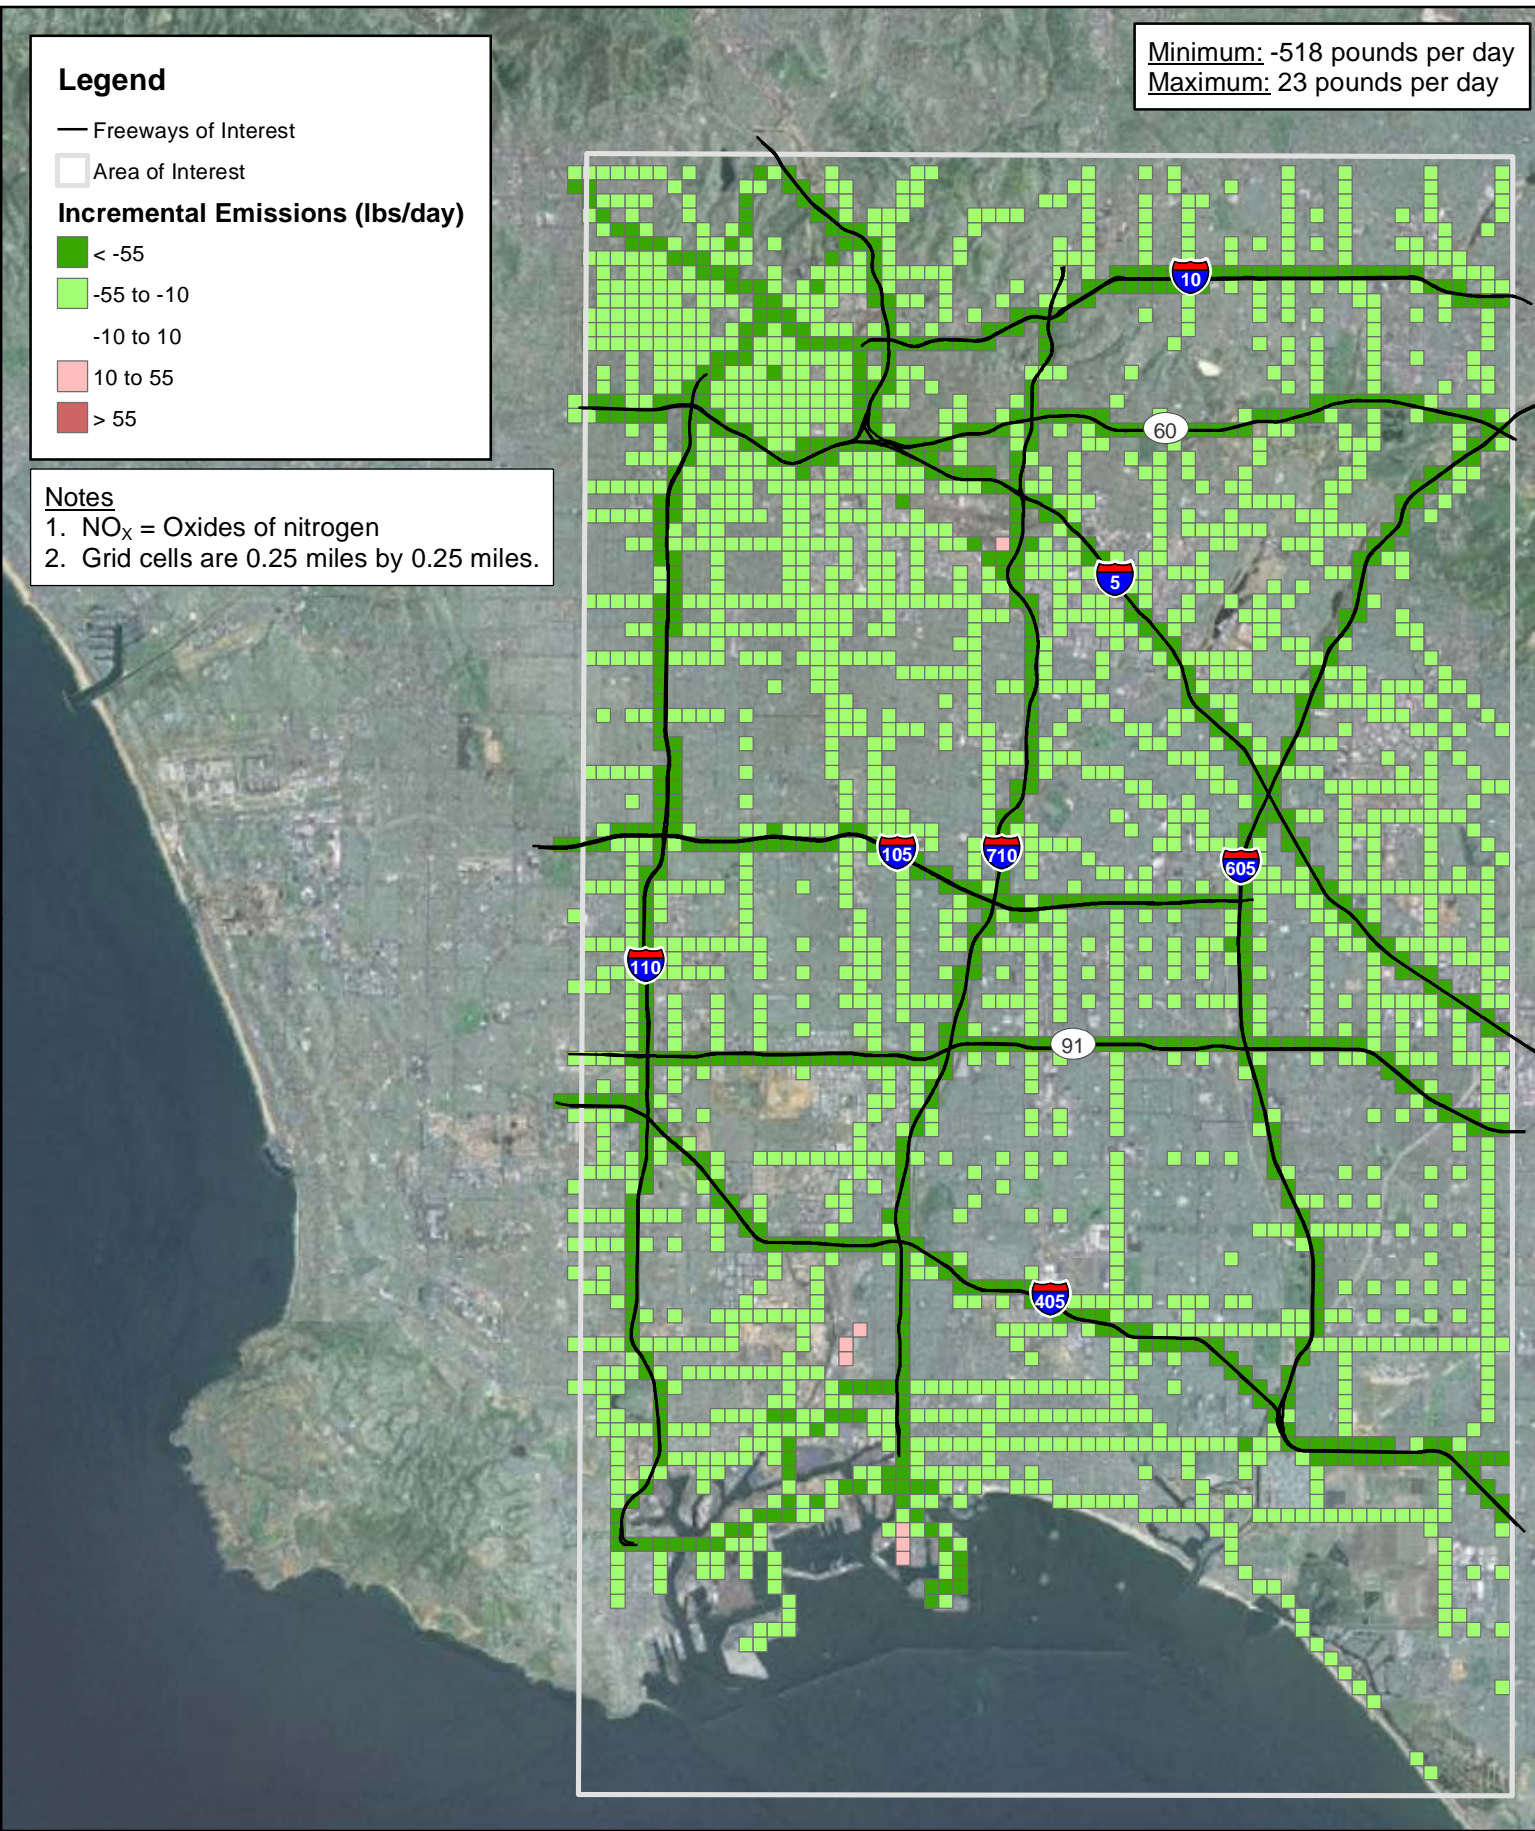 Legend
Freeways of Interest
Area of Interest
Incremental Emissions (lbs/day)
< -55
-55 to -10
-10 to 10
10 to 55
> 55
Notes
1. NOX = Oxides of nitrogen
2. Grid cells are 0.25 miles by 0.25 miles.
Minimum: -518 pounds per day
Maximum: 23 pounds per day
10
60
5
105
710
605
110
91
405